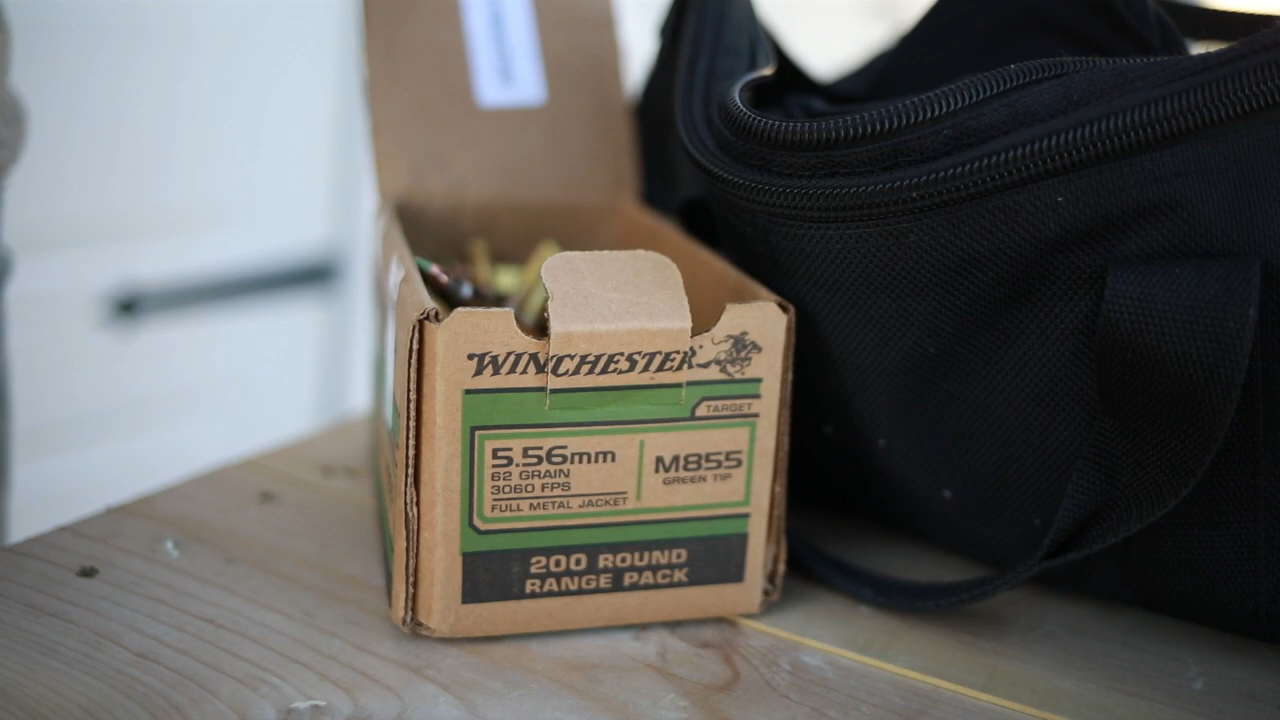 WINCHESTER
TARGET
5.56mm
62 GRAIN
3060 FPS
FULL METAL JACKET
M855
GREEN TIP
200 ROUND
RANGE PACK